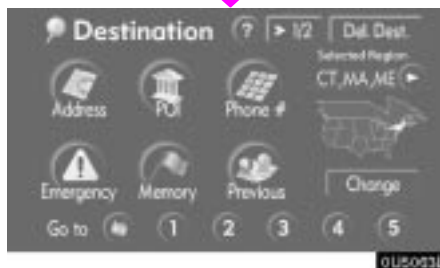 Destination ? > 1/2 Del. Dest.
Selected Region
CT,MA,ME
Address POI Phone #
Emergency Memory Previous Change
Go to 1 2 3 4 5